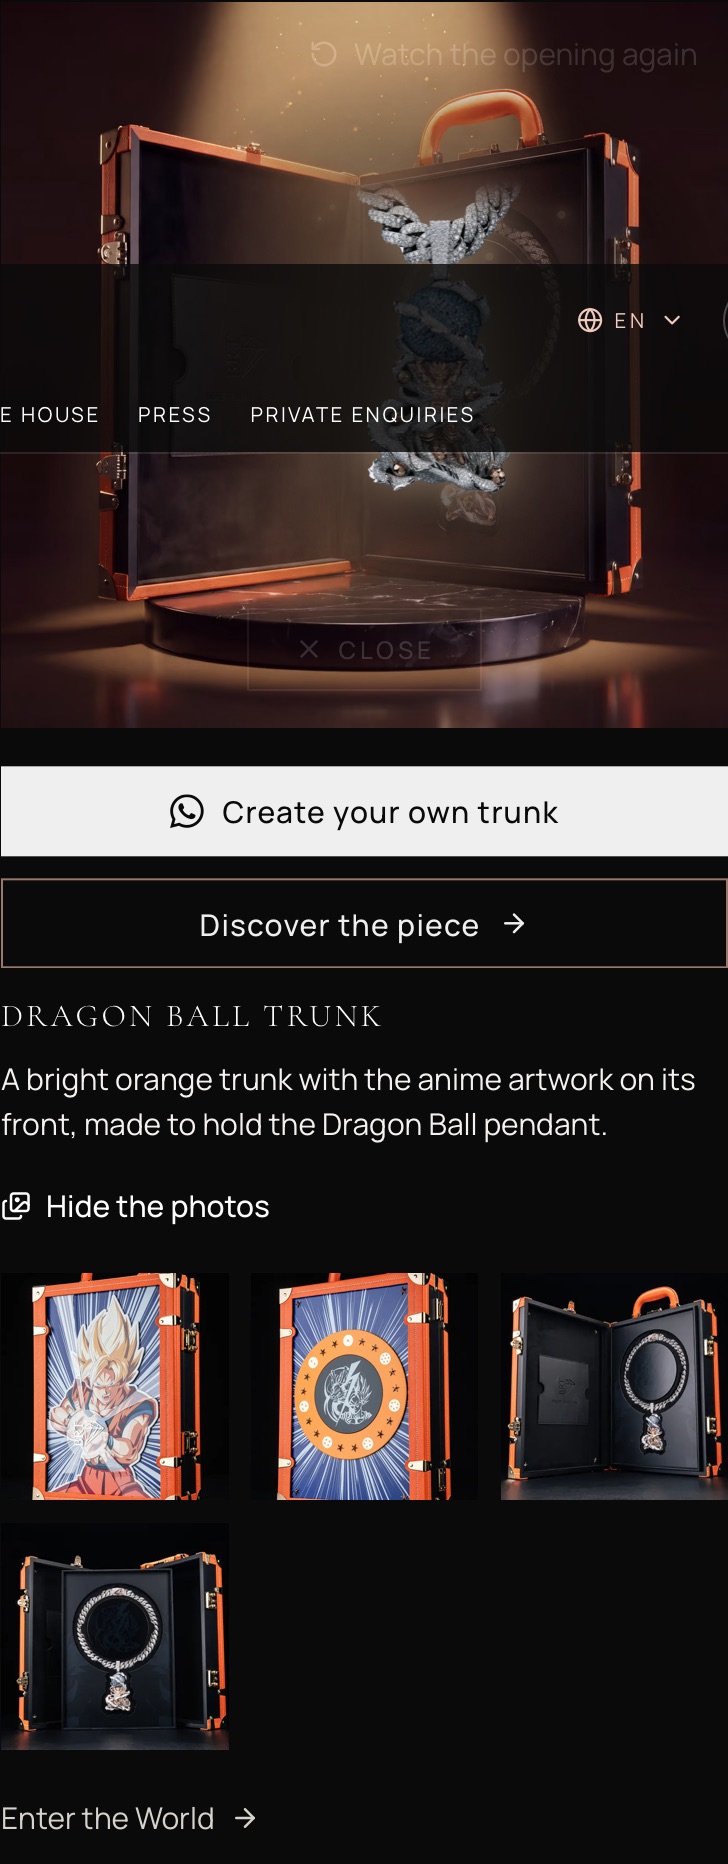 Watch the opening again
EN
E HOUSE PRESS PRIVATE ENQUIRIES
CLOSE
Create your own trunk
Discover the piece
DRAGON BALL TRUNK
A bright orange trunk with the anime artwork on its
front, made to hold the Dragon Ball pendant.
Hide the photos
Enter the World